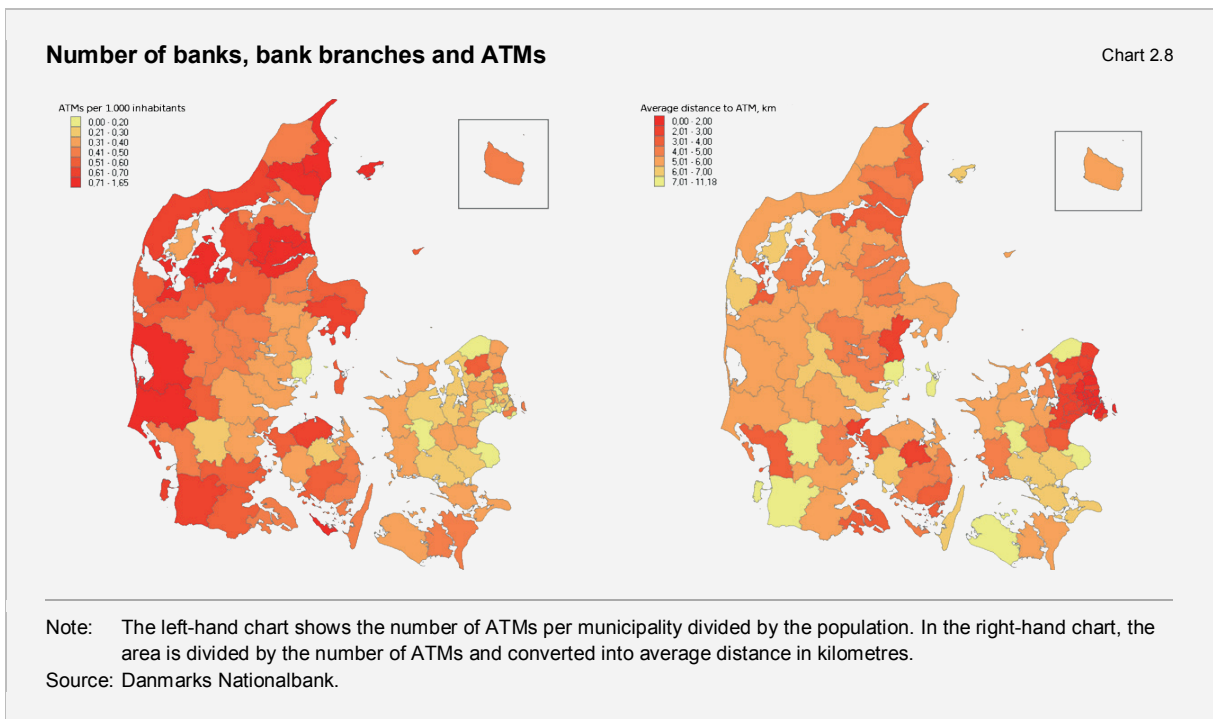 Number of banks, bank branches and ATMs
Chart 2.8
ATMs per 1.000 inhabitants
0,00 - 0,20
0,21 - 0,30
0,31 - 0,40
0,41 - 0,50
0,51 - 0,60
0,61 - 0,70
0,71 - 1,65
Average distance to ATM, km
0,00 - 2,00
2,01 - 3,00
3,01 - 4,00
4,01 - 5,00
5,01 - 6,00
6,01 - 7,00
7,01 - 11,18
Note: The left-hand chart shows the number of ATMs per municipality divided by the population. In the right-hand chart, the
area is divided by the number of ATMs and converted into average distance in kilometres.
Source: Danmarks Nationalbank.